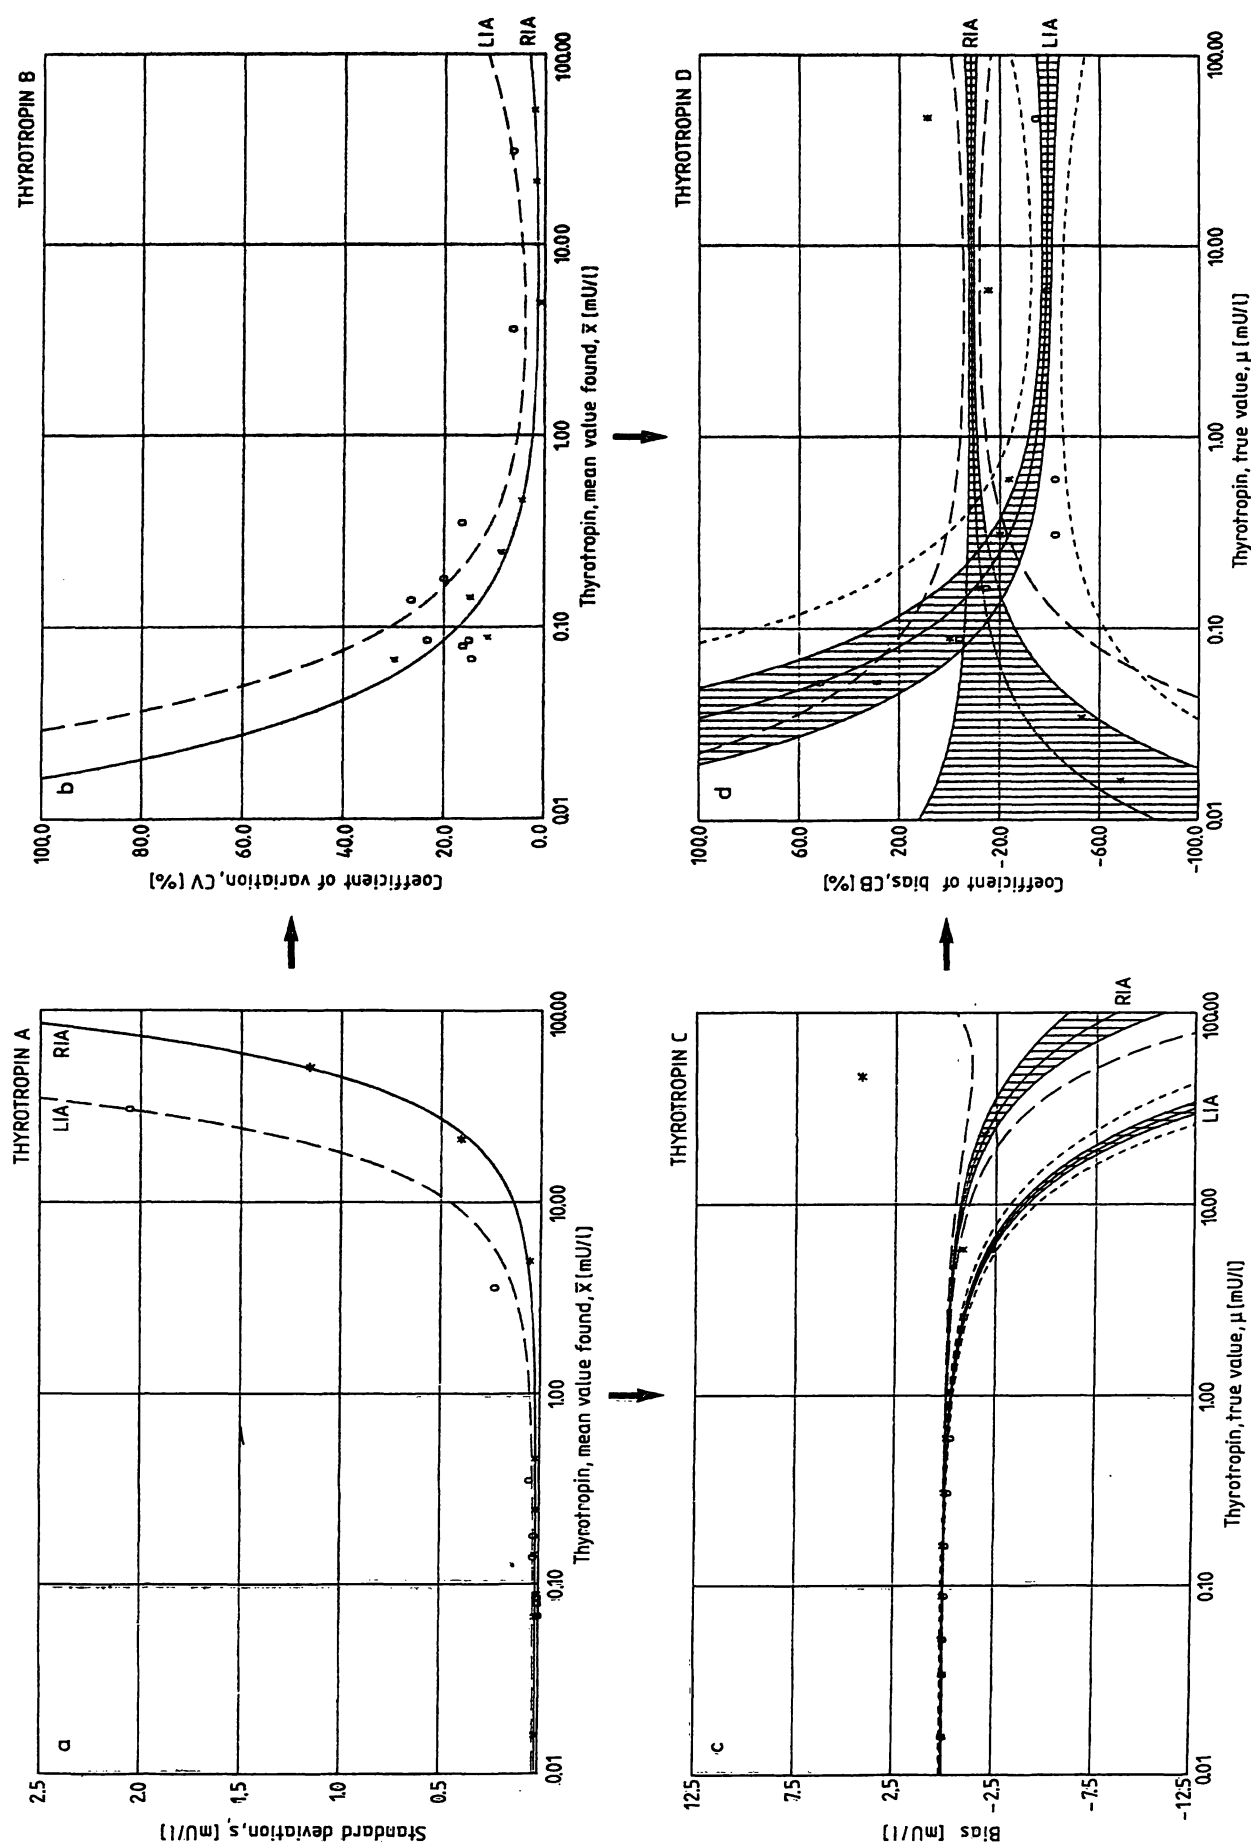 THYROTROPIN A
a
2.5
2.0
1.5
1.0
0.5
Standard deviation, s, [mU/l]
LIA
RIA
0.01
0.10
1.00
10.00
100.00
Thyrotropin, mean value found, x̄ [mU/l]
THYROTROPIN B
b
100.0
80.0
60.0
40.0
20.0
0.0
Coefficient of variation, CV [%]
LIA
RIA
0.01
0.10
1.00
10.00
100.00
Thyrotropin, mean value found, x̄ [mU/l]
THYROTROPIN C
c
12.5
7.5
2.5
-2.5
-7.5
-12.5
Bias [mU/l]
RIA
LIA
0.01
0.10
1.00
10.00
100.00
Thyrotropin, true value, μ [mU/l]
THYROTROPIN D
d
100.0
60.0
20.0
-20.0
-60.0
-100.0
Coefficient of bias, CB [%]
RIA
LIA
0.01
0.10
1.00
10.00
100.00
Thyrotropin, true value, μ [mU/l]